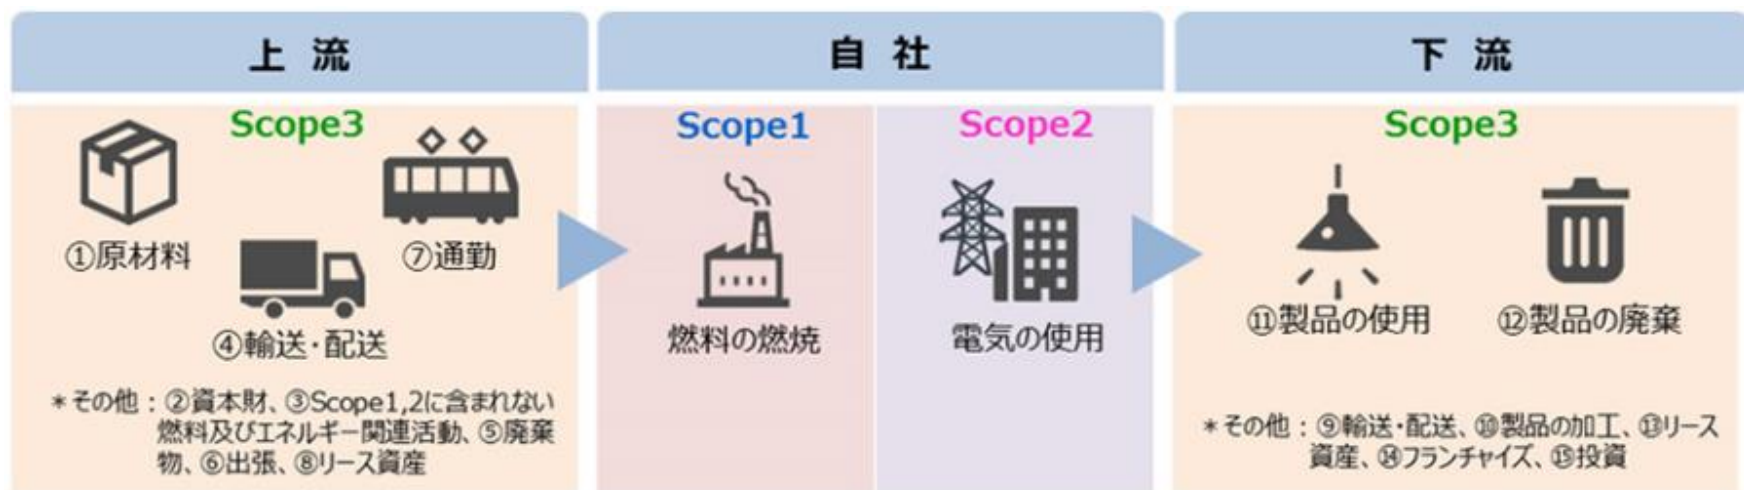 上 流
自 社
下 流
Scope3
①原材料
⑦通勤
④輸送・配送
＊その他：②資本財、③Scope1,2に含まれない
燃料及びエネルギー関連活動、⑤廃棄
物、⑥出張、⑧リース資産
Scope1
燃料の燃焼
Scope2
電気の使用
Scope3
⑪製品の使用
⑫製品の廃棄
＊その他：⑨輸送・配送、⑩製品の加工、⑬リース
資産、⑭フランチャイズ、⑮投資